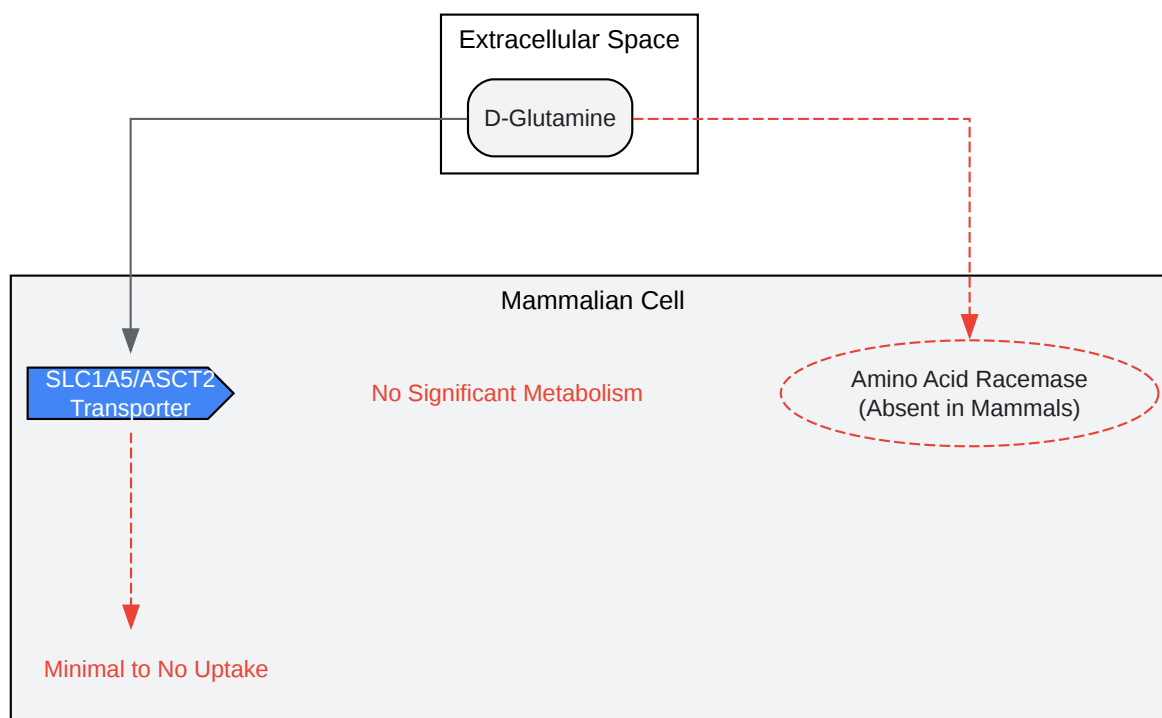 Extracellular Space
D-Glutamine
Mammalian Cell
SLC1A5/ASCT2
Transporter
No Significant Metabolism
Amino Acid Racemase
(Absent in Mammals)
Minimal to No Uptake